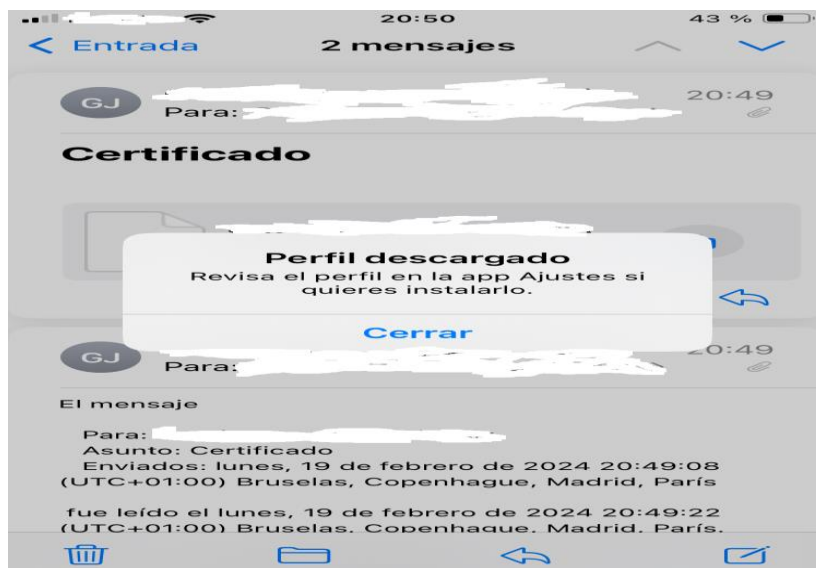 20:50
43 %
Entrada
2 mensajes
GJ
20:49
Para:
Certificado
Perfil descargado
Revisa el perfil en la app Ajustes si
quieres instalarlo.
Cerrar
GJ
20:49
Para:
El mensaje
Para:
Asunto: Certificado
Enviados: lunes, 19 de febrero de 2024 20:49:08
(UTC+01:00) Bruselas, Copenhague, Madrid, París
fue leído el lunes, 19 de febrero de 2024 20:49:22
(UTC+01:00) Bruselas, Copenhague, Madrid, París.